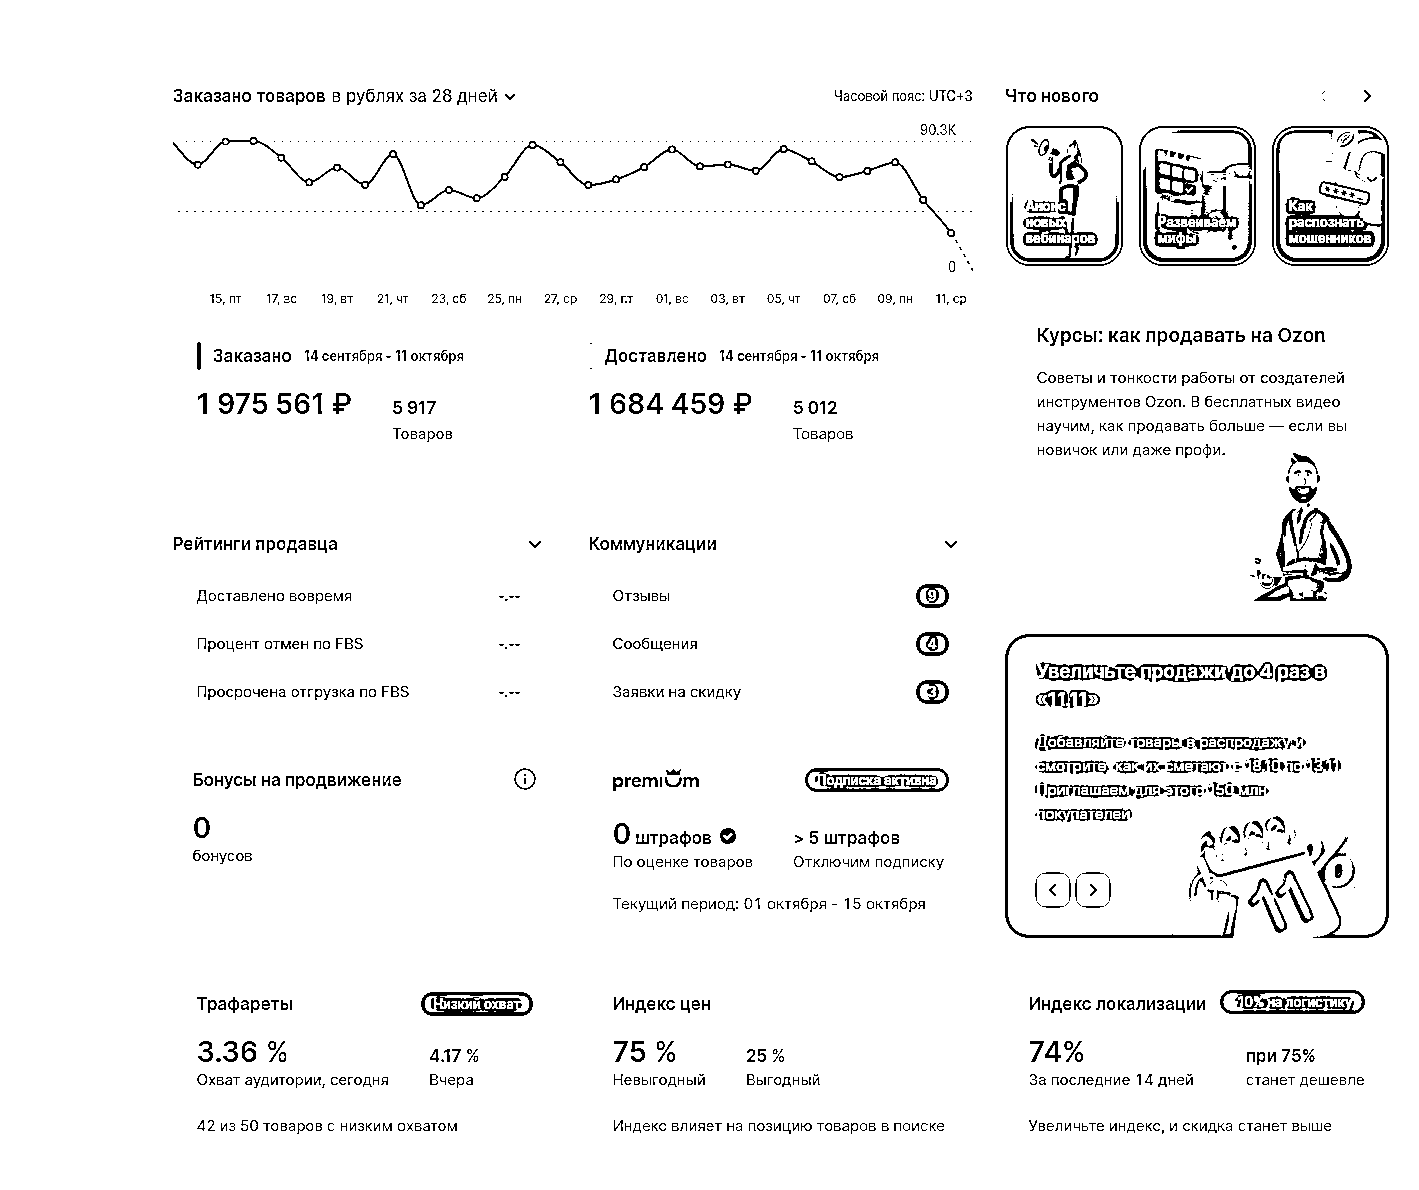 Заказано товаров в рублях за 28 дней
Часовой пояс: UTC+3
90.3K
0
15, пт 17, вс 19, вт 21, чт 23, сб 25, пн 27, ср 29, пт 01, вс 03, вт 05, чт 07, сб 09, пн 11, ср
Заказано 14 сентября - 11 октября
1 975 561 ₽ 5 917
Товаров
Доставлено 14 сентября - 11 октября
1 684 459 ₽ 5 012
Товаров
Что нового
Анонс
новых
вебинаров
Развеиваем
мифы
Как
распознать
мошенников
Курсы: как продавать на Ozon
Советы и тонкости работы от создателей
инструментов Ozon. В бесплатных видео
научим, как продавать больше — если вы
новичок или даже профи.
Рейтинги продавца
Доставлено вовремя -.--
Процент отмен по FBS -.--
Просрочена отгрузка по FBS -.--
Коммуникации
Отзывы 9
Сообщения 4
Заявки на скидку 3
Увеличьте продажи до 4 раз в
«11.11»
Добавляйте товары в распродажу и
смотрите, как их сметают с 18.10 по 13.11
Приглашаем для этого 150 млн
покупателей
11%
Бонусы на продвижение
0
бонусов
premium Подписка активна
0 штрафов > 5 штрафов
По оценке товаров Отключим подписку
Текущий период: 01 октября - 15 октября
Трафареты Низкий охват
3.36 % 4.17 %
Охват аудитории, сегодня Вчера
42 из 50 товаров с низким охватом
Индекс цен
75 % 25 %
Невыгодный Выгодный
Индекс влияет на позицию товаров в поиске
Индекс локализации -10% на логистику
74% при 75%
За последние 14 дней станет дешевле
Увеличьте индекс, и скидка станет выше